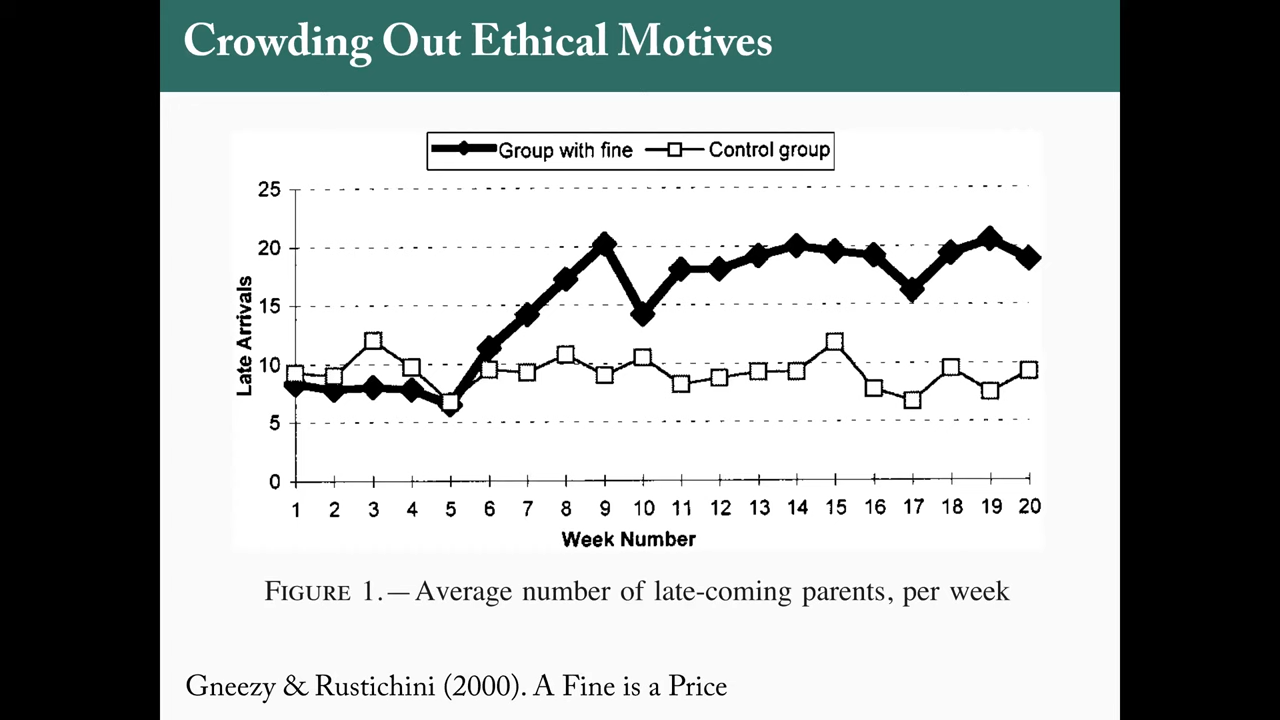 Crowding Out Ethical Motives
Group with fine
Control group
25
20
15
10
5
0
Late Arrivals
1 2 3 4 5 6 7 8 9 10 11 12 13 14 15 16 17 18 19 20
Week Number
FIGURE 1.—Average number of late-coming parents, per week
Gneezy & Rustichini (2000). A Fine is a Price